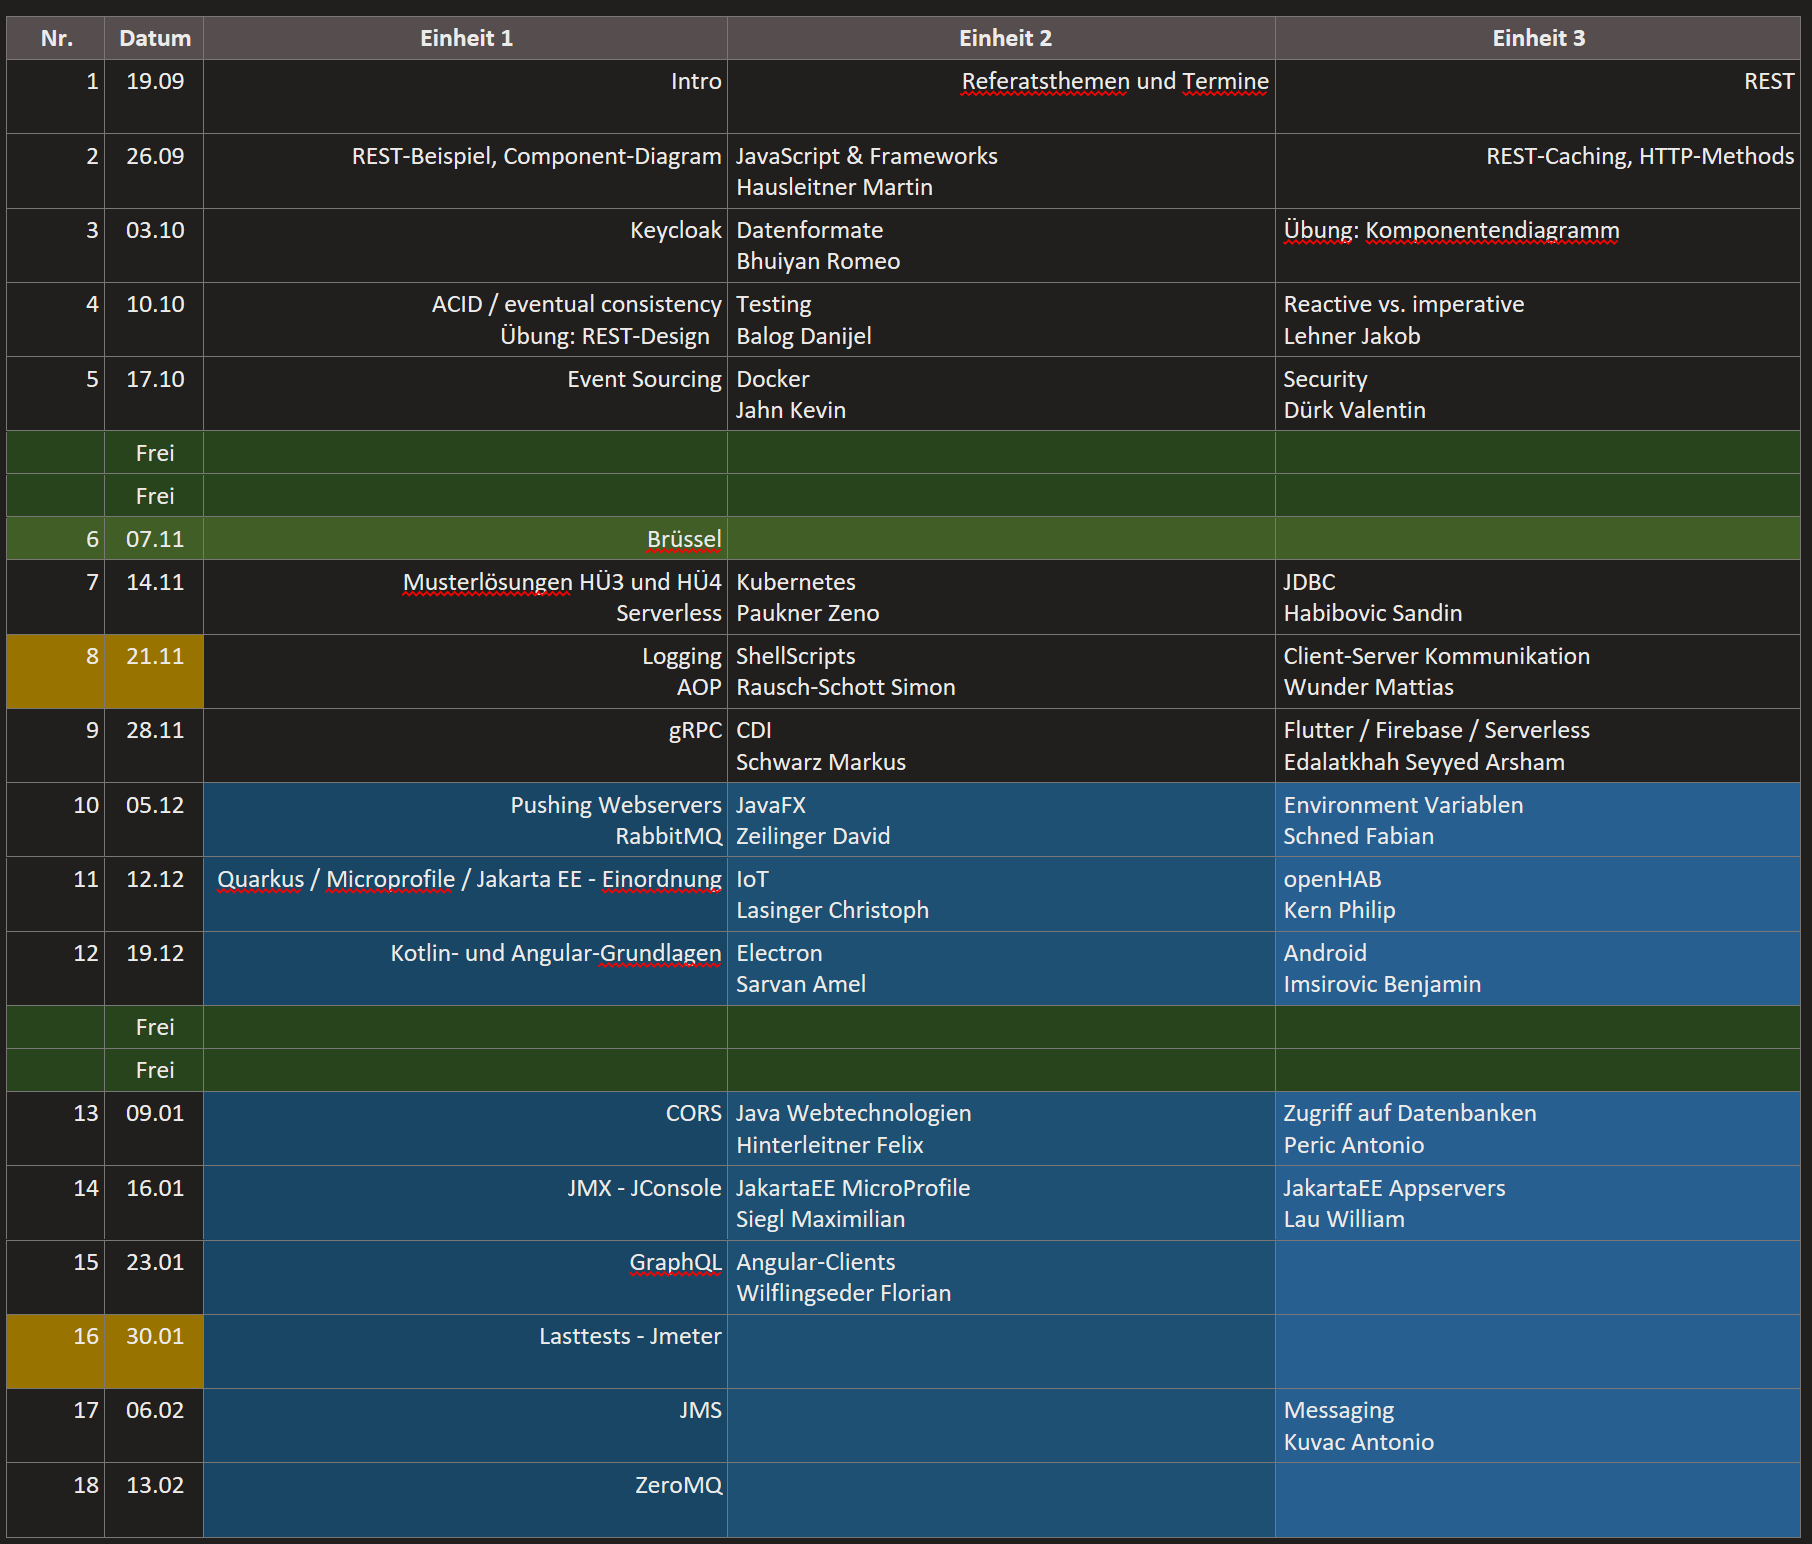 Nr. Datum Einheit 1 Einheit 2 Einheit 3
1 19.09 Intro Referatsthemen und Termine REST
2 26.09 REST-Beispiel, Component-Diagram JavaScript & Frameworks REST-Caching, HTTP-Methods
Hausleitner Martin
3 03.10 Keycloak Datenformate Übung: Komponentendiagramm
Bhuiyan Romeo
4 10.10 ACID / eventual consistency Testing Reactive vs. imperative
Übung: REST-Design Balog Danijel Lehner Jakob
5 17.10 Event Sourcing Docker Security
Jahn Kevin Dürk Valentin
Frei
Frei
6 07.11 Brüssel
7 14.11 Musterlösungen HÜ3 und HÜ4 Kubernetes JDBC
Serverless Paukner Zeno Habibovic Sandin
8 21.11 Logging ShellScripts Client-Server Kommunikation
AOP Rausch-Schott Simon Wunder Mattias
9 28.11 gRPC CDI Flutter / Firebase / Serverless
Schwarz Markus Edalatkhah Seyyed Arsham
10 05.12 Pushing Webservers JavaFX Environment Variablen
RabbitMQ Zeilinger David Schned Fabian
11 12.12 Quarkus / Microprofile / Jakarta EE - Einordnung IoT openHAB
Lasinger Christoph Kern Philip
12 19.12 Kotlin- und Angular-Grundlagen Electron Android
Sarvan Amel Imsirovic Benjamin
Frei
Frei
13 09.01 CORS Java Webtechnologien Zugriff auf Datenbanken
Hinterleitner Felix Peric Antonio
14 16.01 JMX - JConsole JakartaEE MicroProfile JakartaEE Appservers
Siegl Maximilian Lau William
15 23.01 GraphQL Angular-Clients
Wilflingseder Florian
16 30.01 Lasttests - Jmeter
17 06.02 JMS Messaging
Kuvac Antonio
18 13.02 ZeroMQ